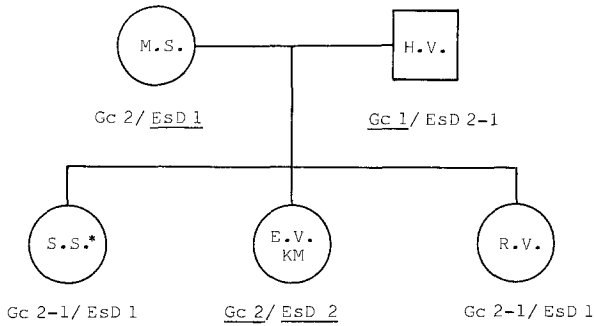 M.S.
H.V.
Gc 2/ EsD 1
Gc 1/ EsD 2-1
S.S.*
E.V.
KM
R.V.
Gc 2-1/ EsD 1
Gc 2/ EsD 2
Gc 2-1/ EsD 1